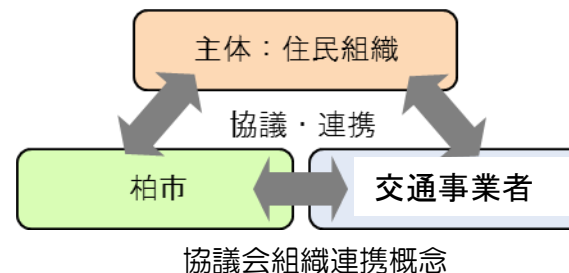 主体：住民組織
協議・連携
柏市
交通事業者
協議会組織連携概念